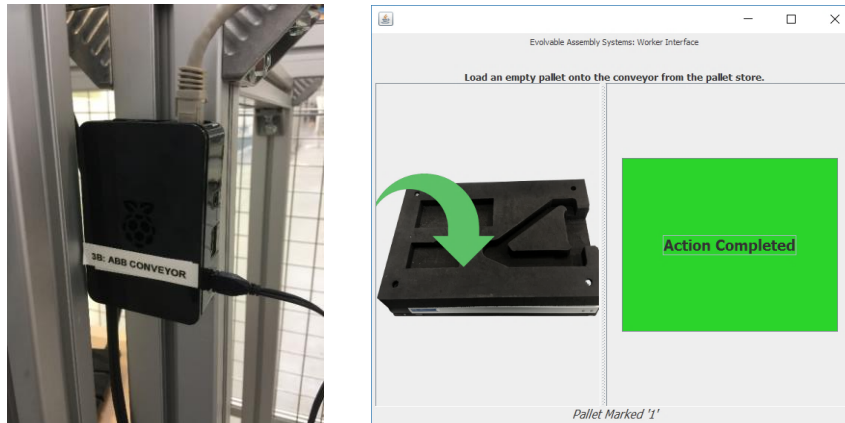 3B: ABB CONVEYOR
Evolvable Assembly Systems: Worker Interface
Load an empty pallet onto the conveyor from the pallet store.
Action Completed
Pallet Marked '1'